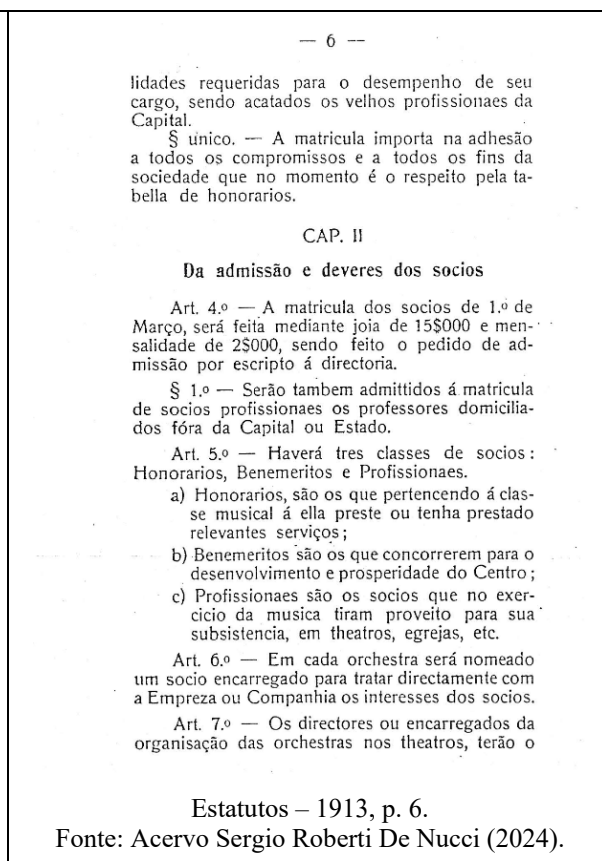 — 6 —
lidades requeridas para o desempenho de seu
cargo, sendo acatados os velhos profissionaes da
Capital.
§ unico. — A matricula importa na adhesão
a todos os compromissos e a todos os fins da
sociedade que no momento é o respeito pela ta-
bella de honorarios.
CAP. II
Da admissão e deveres dos socios
Art. 4.º — A matricula dos socios de 1.º de
Março, será feita mediante joia de 15$000 e men-
salidade de 2$000, sendo feito o pedido de ad-
missão por escripto á directoria.
§ 1.º — Serão tambem admittidos á matricula
de socios profissionaes os professores domicilia-
dos fóra da Capital ou Estado.
Art. 5.º — Haverá tres classes de socios:
Honorarios, Benemeritos e Profissionaes.
a) Honorarios, são os que pertencendo á clas-
se musical á ella preste ou tenha prestado
relevantes serviços;
b) Benemeritos são os que concorrerem para o
desenvolvimento e prosperidade do Centro;
c) Profissionaes são os socios que no exer-
cicio da musica tiram proveito para sua
subsistencia, em theatros, egrejas, etc.
Art. 6.º — Em cada orchestra será nomeado
um socio encarregado para tratar directamente com
a Empreza ou Companhia os interesses dos socios.
Art. 7.º — Os directores ou encarregados da
organisação das orchestras nos theatros, terão o
Estatutos – 1913, p. 6.
Fonte: Acervo Sergio Roberti De Nucci (2024).